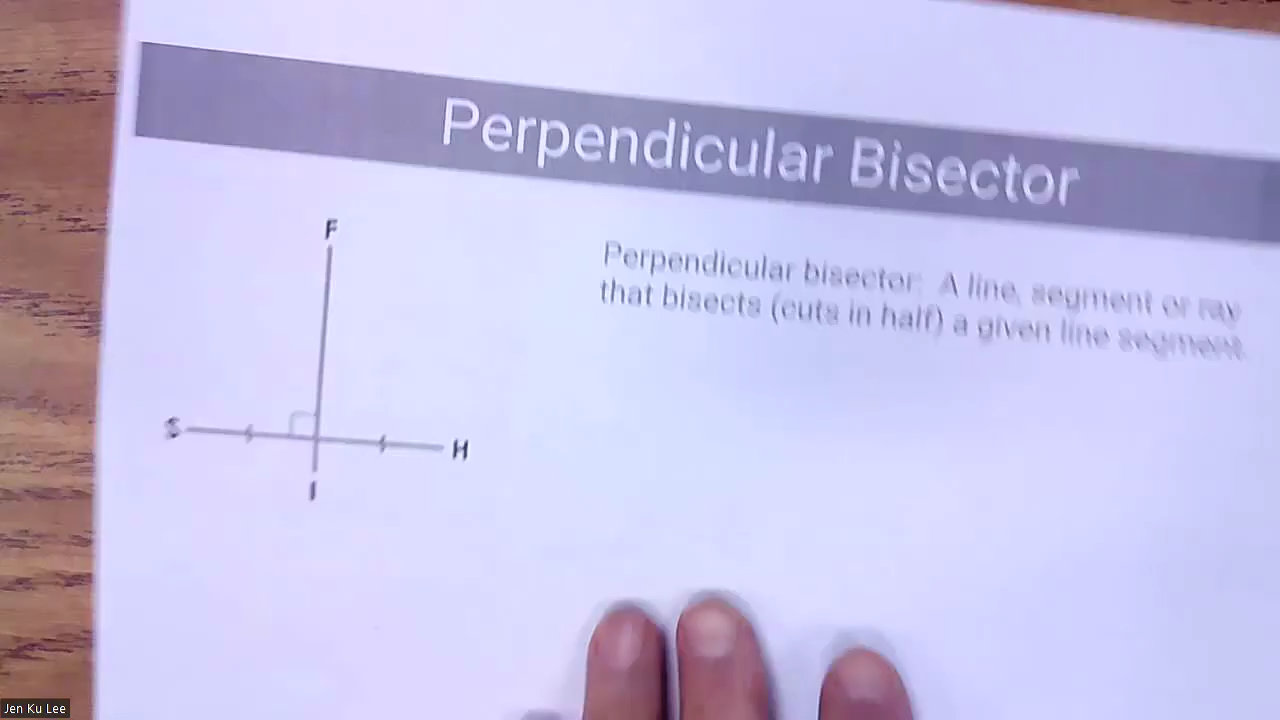 Perpendicular Bisector
F
Perpendicular bisector: A line, segment or ray
that bisects (cuts in half) a given line segment.
S
H
I
Jen Ku Lee